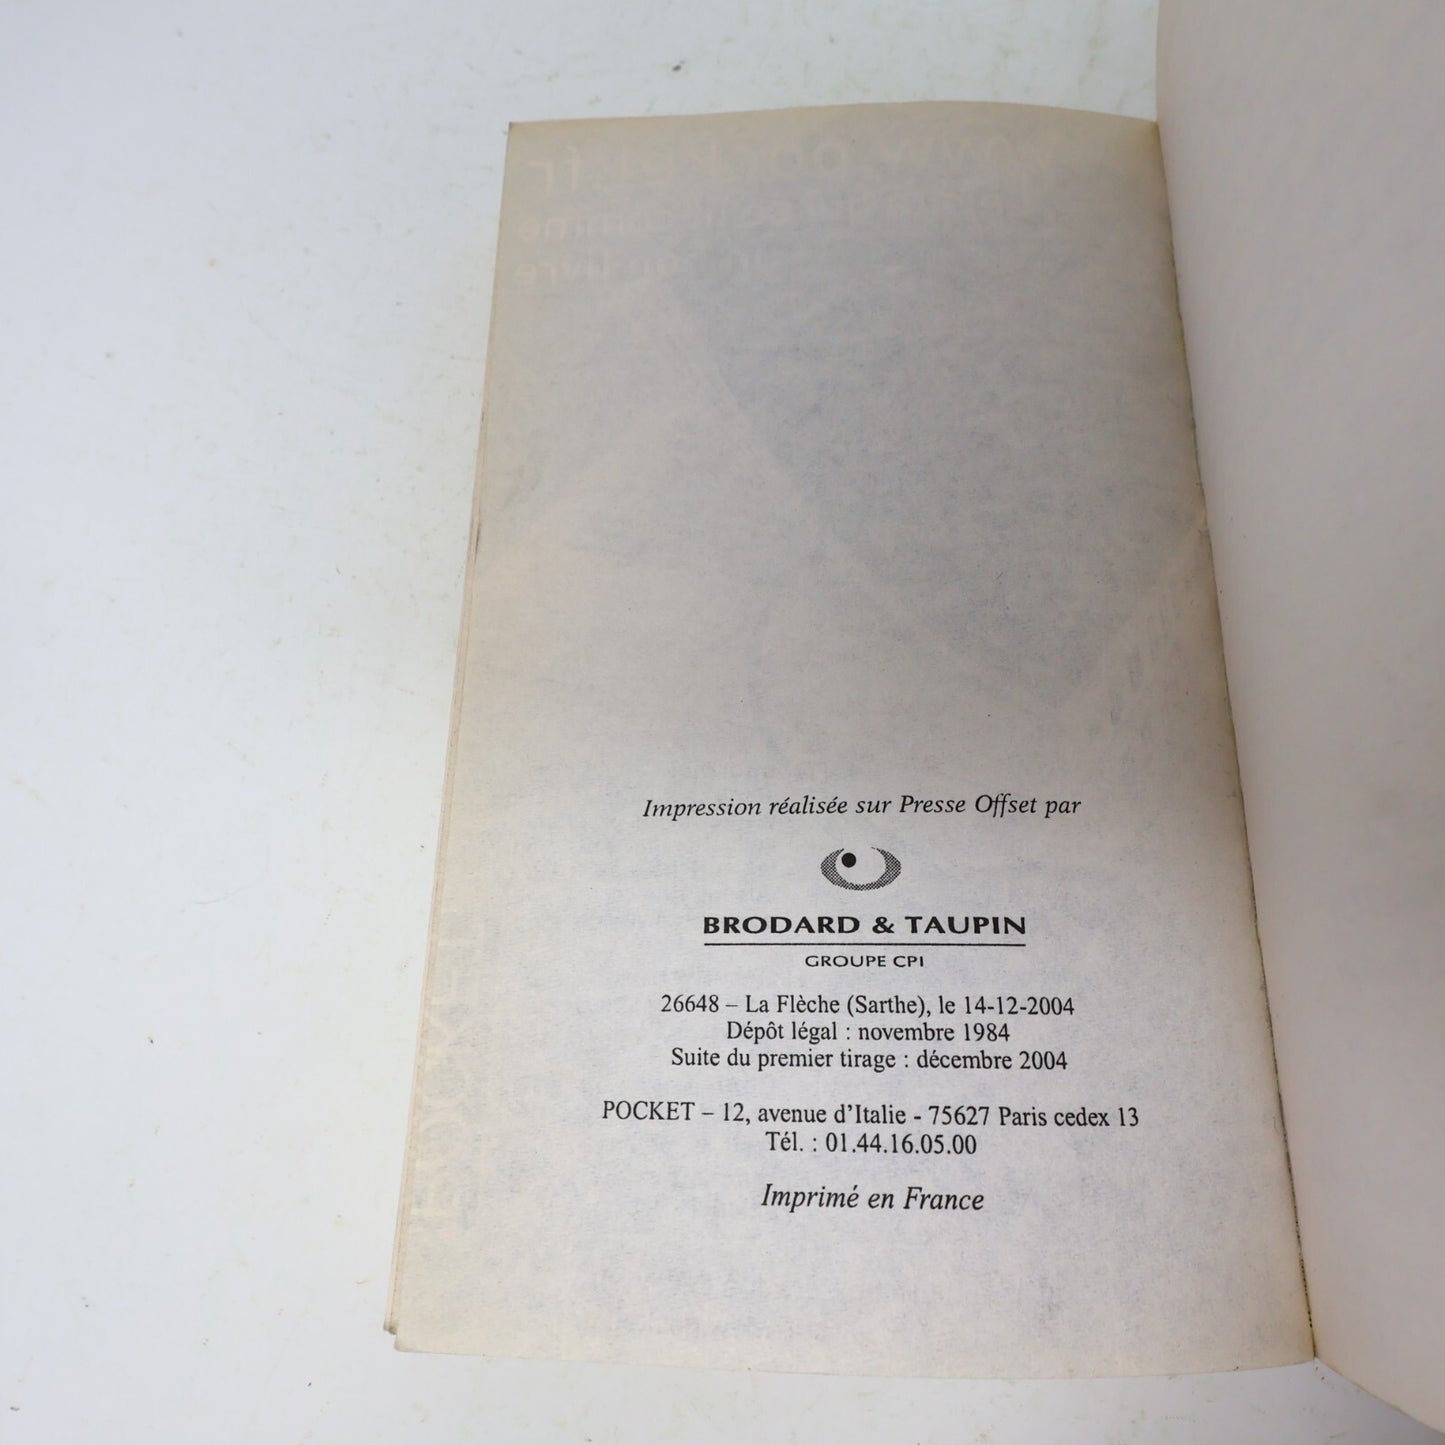 Impression réalisée sur Presse Offset par
BRODARD & TAUPIN
GROUPE CPI
26648 – La Flèche (Sarthe), le 14-12-2004
Dépôt légal : novembre 1984
Suite du premier tirage : décembre 2004
POCKET – 12, avenue d'Italie - 75627 Paris cedex 13
Tél. : 01.44.16.05.00
Imprimé en France